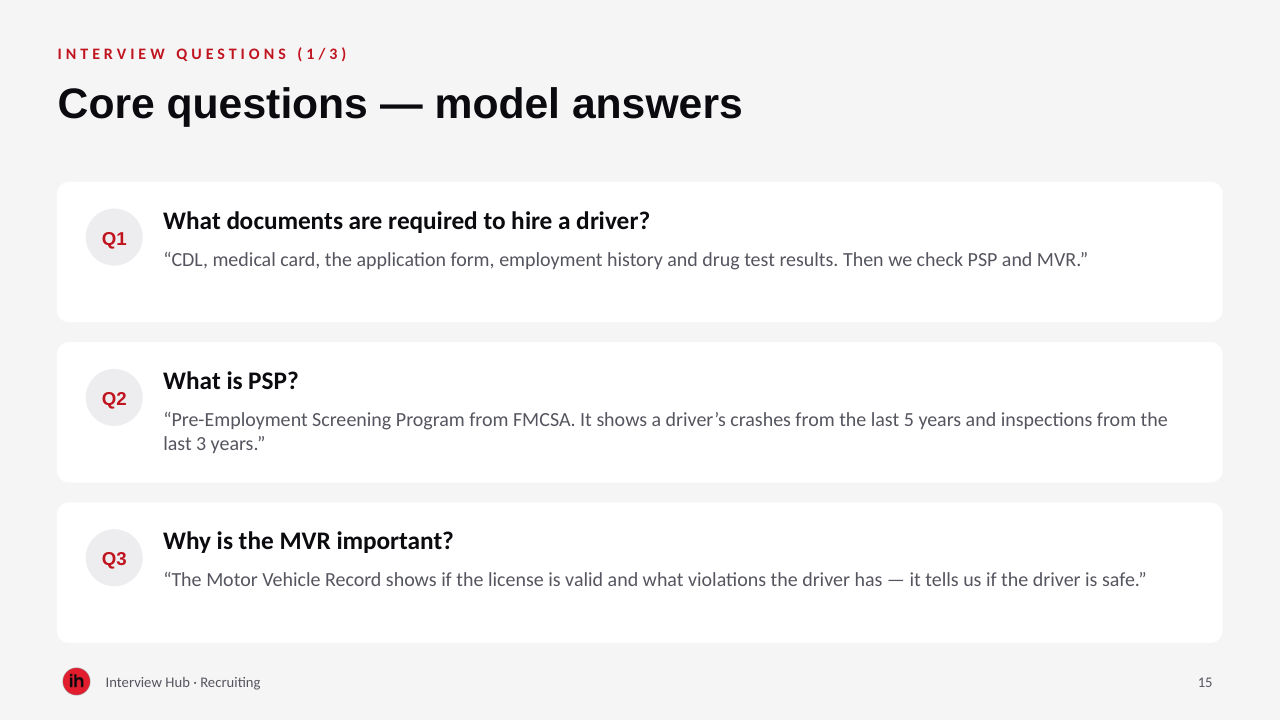 INTERVIEW QUESTIONS (1/3)
Core questions — model answers
Q1
What documents are required to hire a driver?
“CDL, medical card, the application form, employment history and drug test results. Then we check PSP and MVR.”
Q2
What is PSP?
“Pre-Employment Screening Program from FMCSA. It shows a driver’s crashes from the last 5 years and inspections from the
last 3 years.”
Q3
Why is the MVR important?
“The Motor Vehicle Record shows if the license is valid and what violations the driver has — it tells us if the driver is safe.”
ih
Interview Hub · Recruiting
15